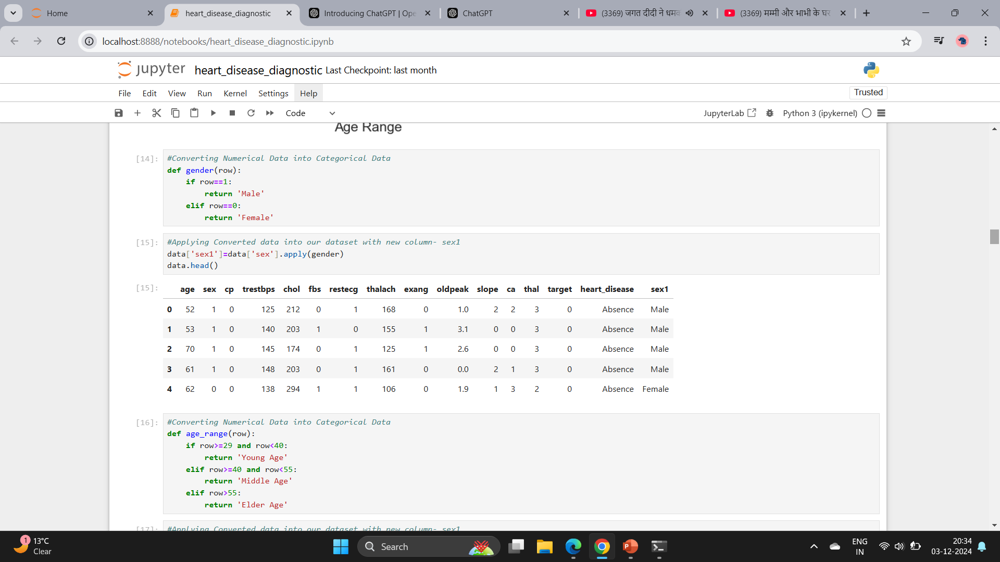 Home
heart_disease_diagnostic
Introducing ChatGPT | Ope
ChatGPT
(3369) जगत दीदी ने धमक
(3369) मम्मी और भाभी के घर
localhost:8888/notebooks/heart_disease_diagnostic.ipynb
jupyter heart_disease_diagnostic Last Checkpoint: last month
File Edit View Run Kernel Settings Help
Trusted
Code
JupyterLab
Python 3 (ipykernel)
Age Range
[14]:
#Converting Numerical Data into Categorical Data
def gender(row):
    if row==1:
        return 'Male'
    elif row==0:
        return 'Female'
[15]:
#Applying Converted data into our dataset with new column- sex1
data['sex1']=data['sex'].apply(gender)
data.head()
[15]:
age sex cp trestbps chol fbs restecg thalach exang oldpeak slope ca thal target heart_disease sex1
0 52 1 0 125 212 0 1 168 0 1.0 2 2 3 0 Absence Male
1 53 1 0 140 203 1 0 155 1 3.1 0 0 3 0 Absence Male
2 70 1 0 145 174 0 1 125 1 2.6 0 0 3 0 Absence Male
3 61 1 0 148 203 0 1 161 0 0.0 2 1 3 0 Absence Male
4 62 0 0 138 294 1 1 106 0 1.9 1 3 2 0 Absence Female
[16]:
#Converting Numerical Data into Categorical Data
def age_range(row):
    if row>=29 and row<40:
        return 'Young Age'
    elif row>=40 and row<55:
        return 'Middle Age'
    elif row>55:
        return 'Elder Age'
[17]:
#Applying Converted data into our dataset with new column- sex1
1
13°C
Clear
Search
ENG
IN
20:34
03-12-2024